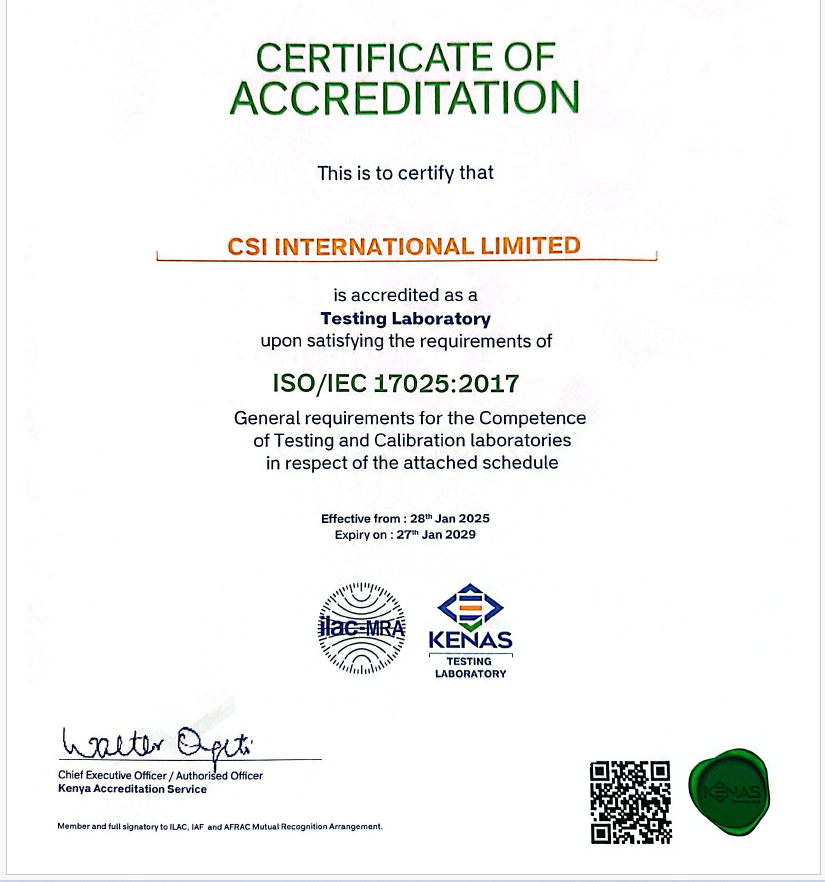 CERTIFICATE OF
ACCREDITATION
This is to certify that
CSI INTERNATIONAL LIMITED
is accredited as a
Testing Laboratory
upon satisfying the requirements of
ISO/IEC 17025:2017
General requirements for the Competence
of Testing and Calibration laboratories
in respect of the attached schedule
Effective from : 28th Jan 2025
Expiry on : 27th Jan 2029
ilac-MRA
KENAS
TESTING
LABORATORY
Walter Ogeti
Chief Executive Officer / Authorised Officer
Kenya Accreditation Service
KENAS
Member and full signatory to ILAC, IAF and AFRAC Mutual Recognition Arrangement.